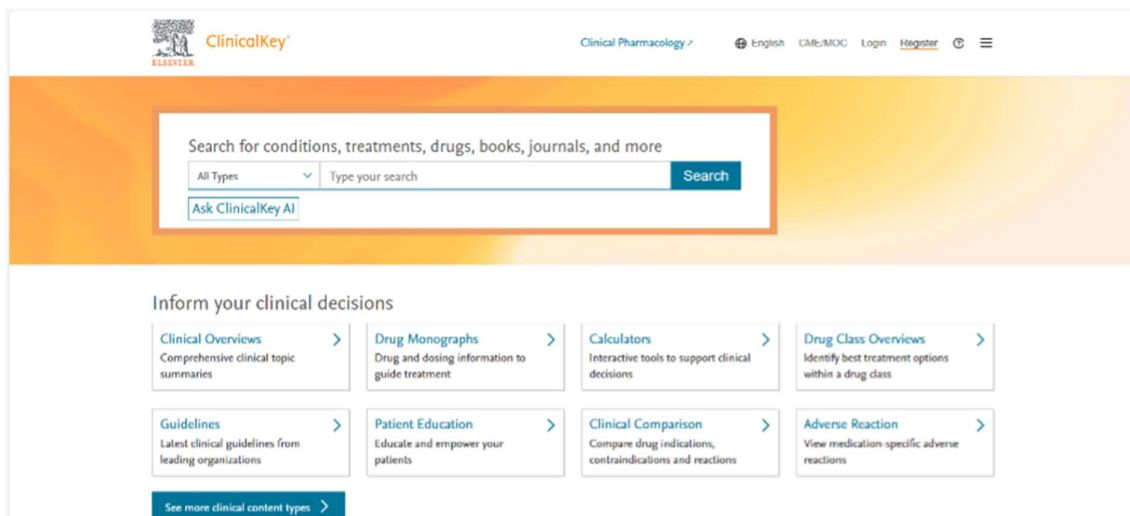 ELSEVIER
ClinicalKey®
Clinical Pharmacology
English
CME/MOC
Login
Register
Search for conditions, treatments, drugs, books, journals, and more
All Types
Type your search
Search
Ask ClinicalKey AI
Inform your clinical decisions
Clinical Overviews
Comprehensive clinical topic
summaries
Drug Monographs
Drug and dosing information to
guide treatment
Calculators
Interactive tools to support clinical
decisions
Drug Class Overviews
Identify best treatment options
within a drug class
Guidelines
Latest clinical guidelines from
leading organizations
Patient Education
Educate and empower your
patients
Clinical Comparison
Compare drug indications,
contraindications and reactions
Adverse Reaction
View medication-specific adverse
reactions
See more clinical content types